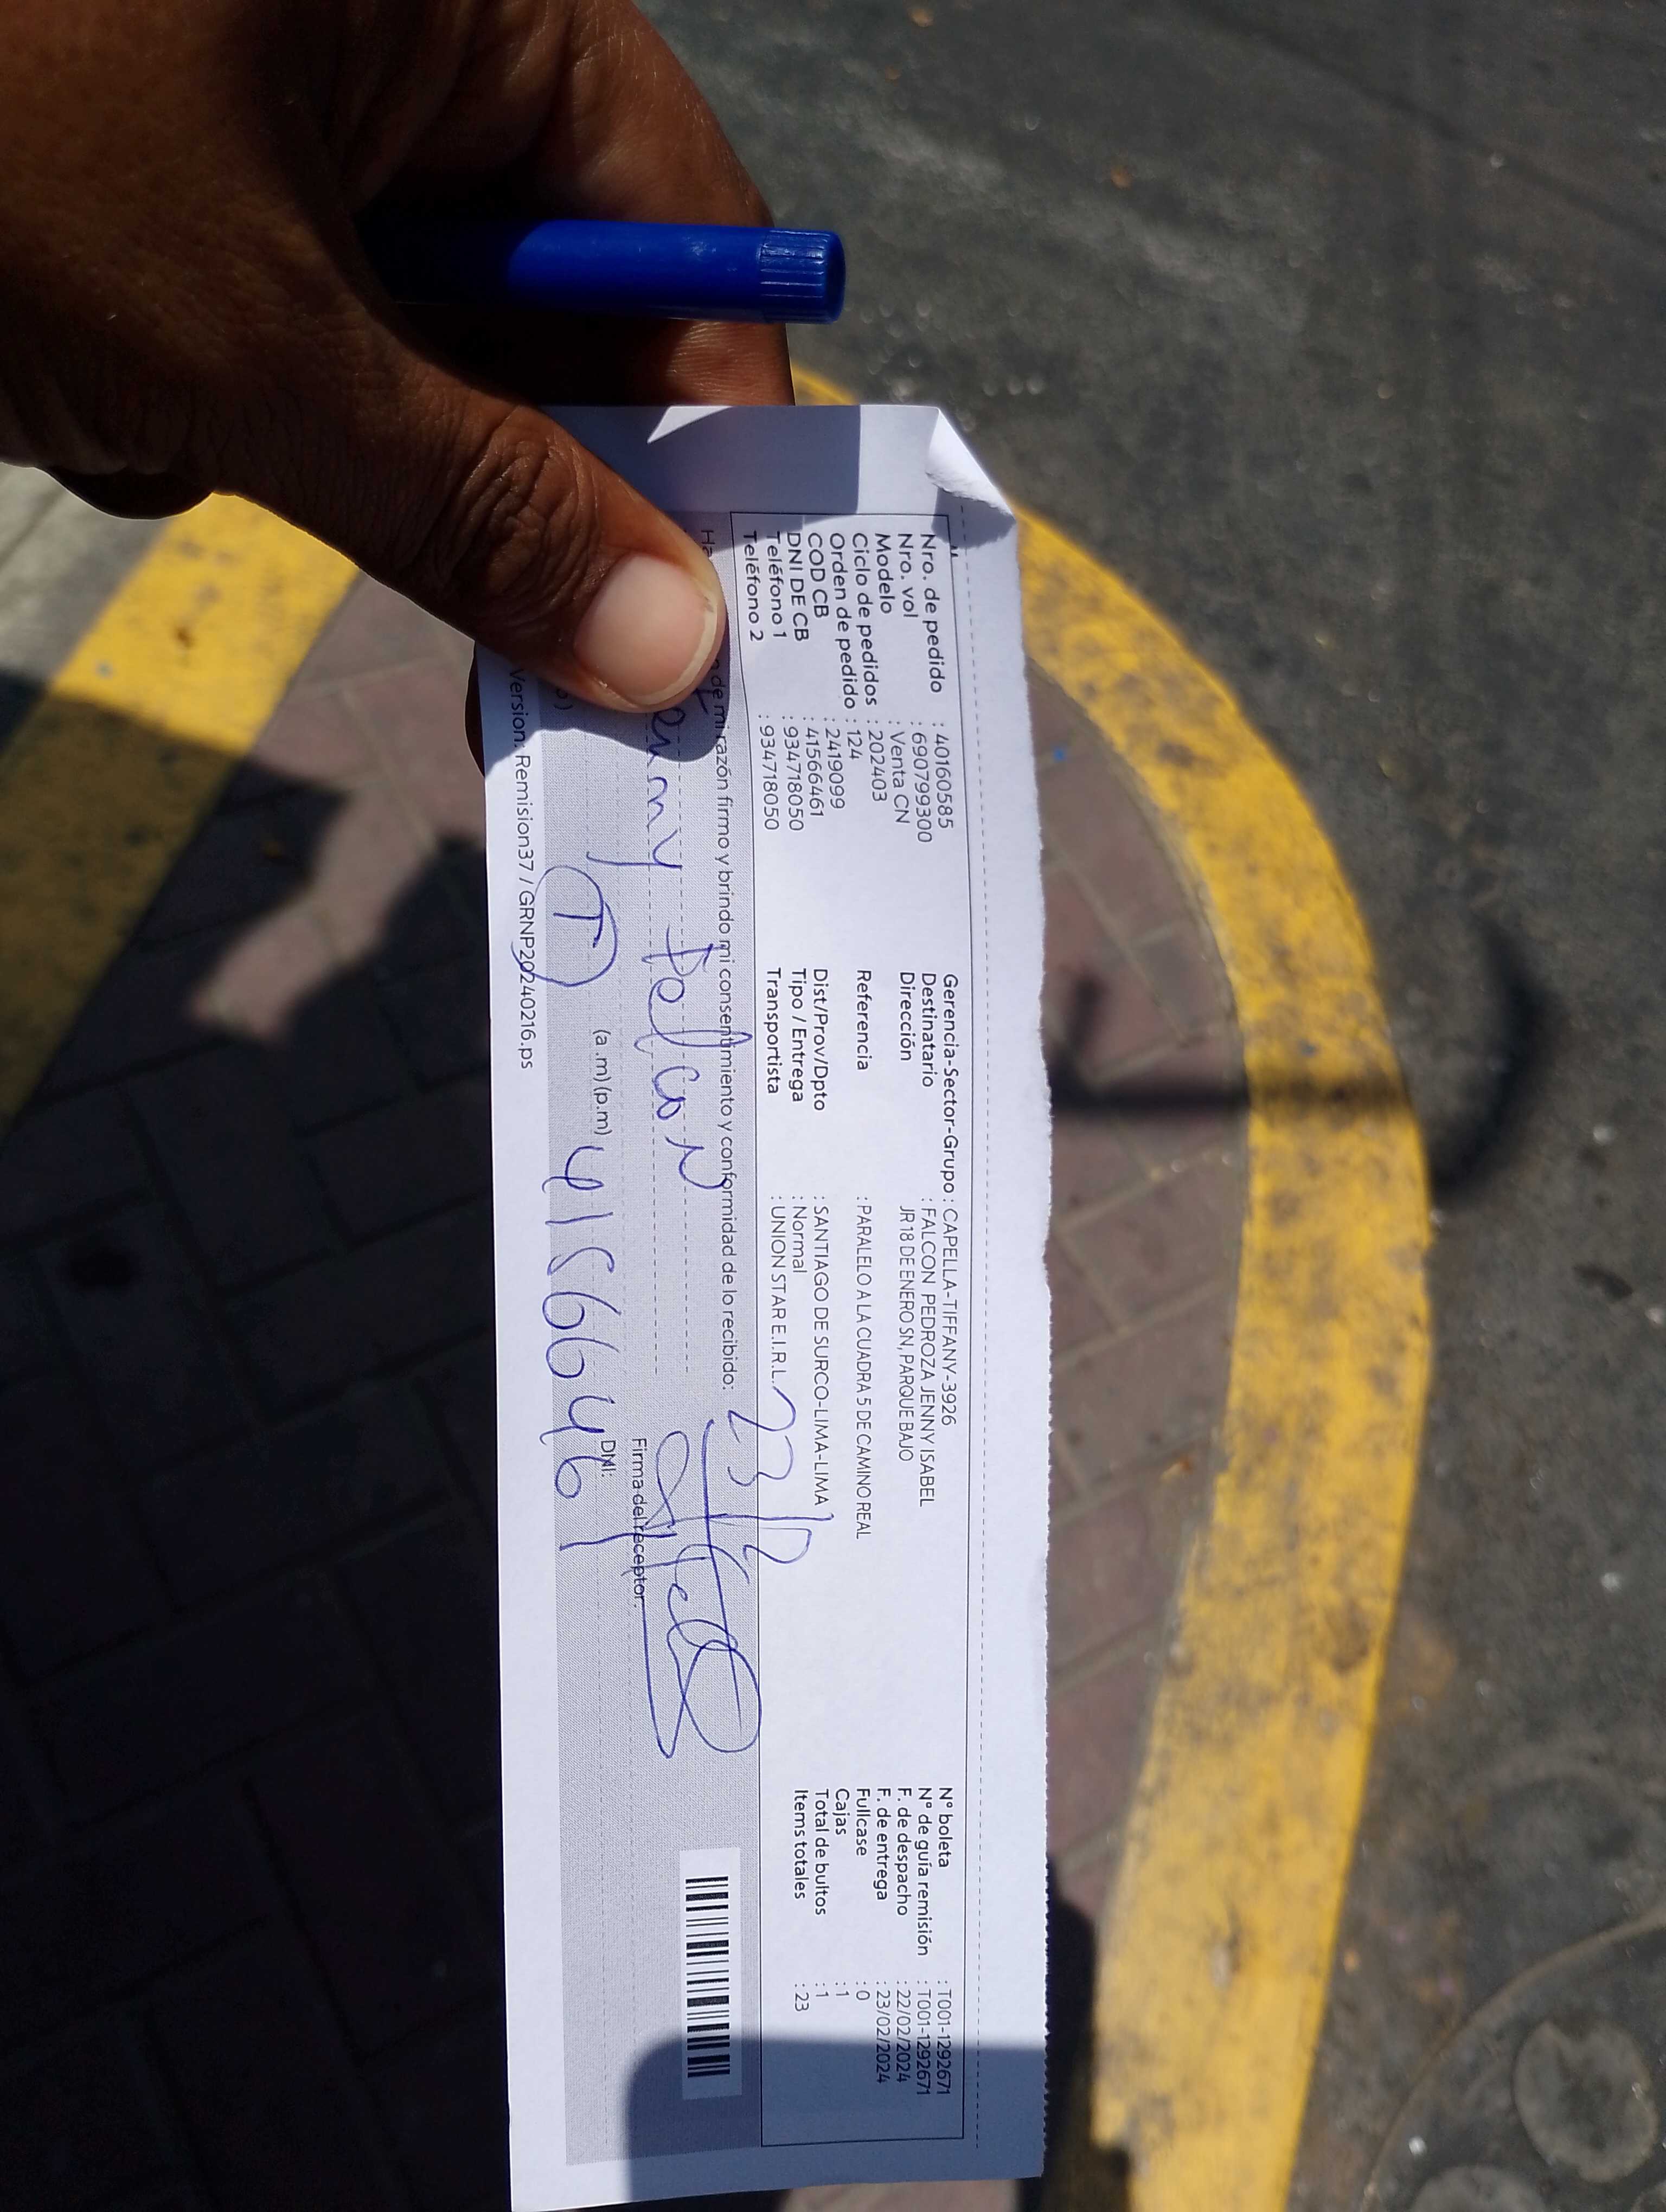 Nro. de pedido : 40160585
Nro. vol : 6907799300
Modelo : Venta CN
Ciclo de pedidos : 202403
Orden de pedido : 124
COD CB : 2419099
DNI DE CB : 41566461
Teléfono 1 : 934718050
Teléfono 2 : 934718050
Gerencia-Sector-Grupo : CAPELLA-TIFFANY-3926
Destinatario : FALCON PEDROZA JENNY ISABEL
Dirección JR 18 DE ENERO SN, PARQUE BAJO
Referencia : PARALELO A LA CUADRA 5 DE CAMINO REAL
Dist/Prov/Dpto : SANTIAGO DE SURCO-LIMA-LIMA
Tipo / Entrega : Normal
Transportista : UNION STAR E.I.R.L.
N° boleta : T001-1292671
N° de guía remisión : T001-1292671
F. de despacho : 22/02/2024
F. de entrega : 23/02/2024
Fullcase : 0
Cajas : 1
Total de bultos : 1
Items totales : 23
de mi razón firmo y brindo mi consentimiento y conformidad de lo recibido:
Falcon
Firma del receptor:
T (a.m) (p.m) DNI:
41566461
Version: Remision37 / GRNP20240216.ps